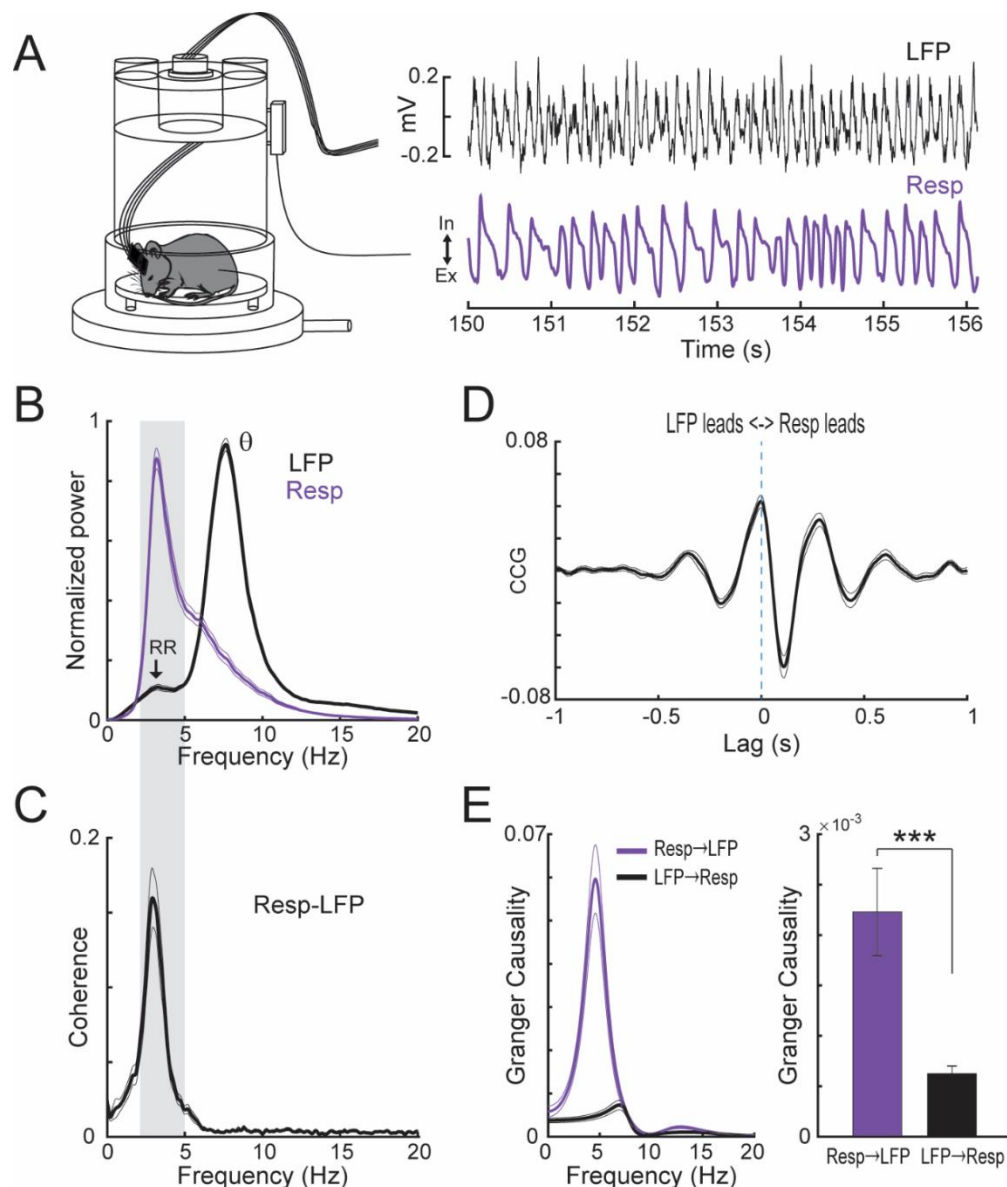 A
LFP
0.2
mV
-0.2
Resp
In
Ex
150 151 152 153 154 155 156
Time (s)
B
1
θ
LFP
Resp
Normalized power
RR
0
0 5 10 15 20
Frequency (Hz)
D
LFP leads <-> Resp leads
0.08
CCG
-0.08
-1 -0.5 0 0.5 1
Lag (s)
C
0.2
Resp-LFP
Coherence
0
0 5 10 15 20
Frequency (Hz)
E
0.07
Resp→LFP
LFP→Resp
Granger Causality
0
0 5 10 15 20
Frequency (Hz)
3 × 10-3
***
Granger Causality
0
Resp→LFP LFP→Resp